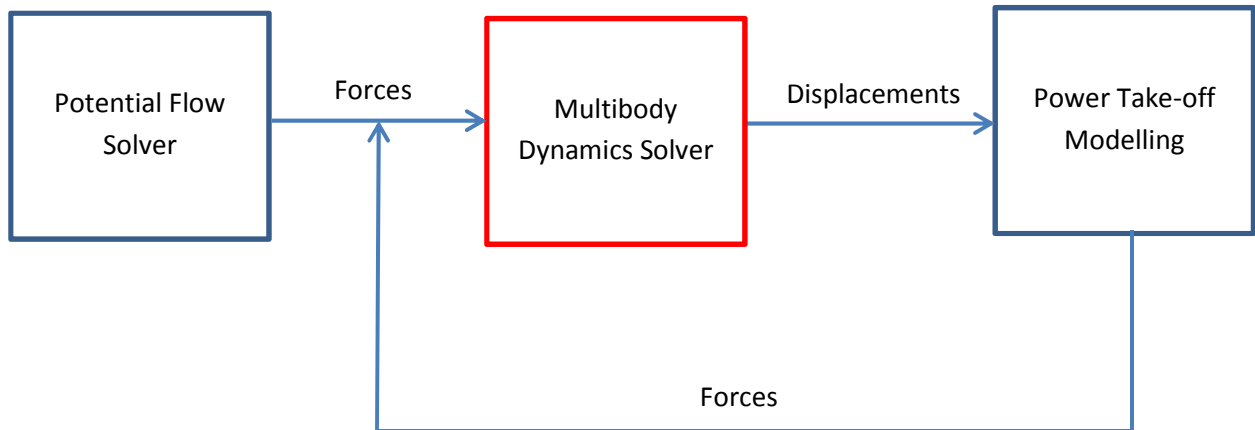 Potential Flow
Solver
Forces
Multibody
Dynamics Solver
Displacements
Power Take-off
Modelling
Forces